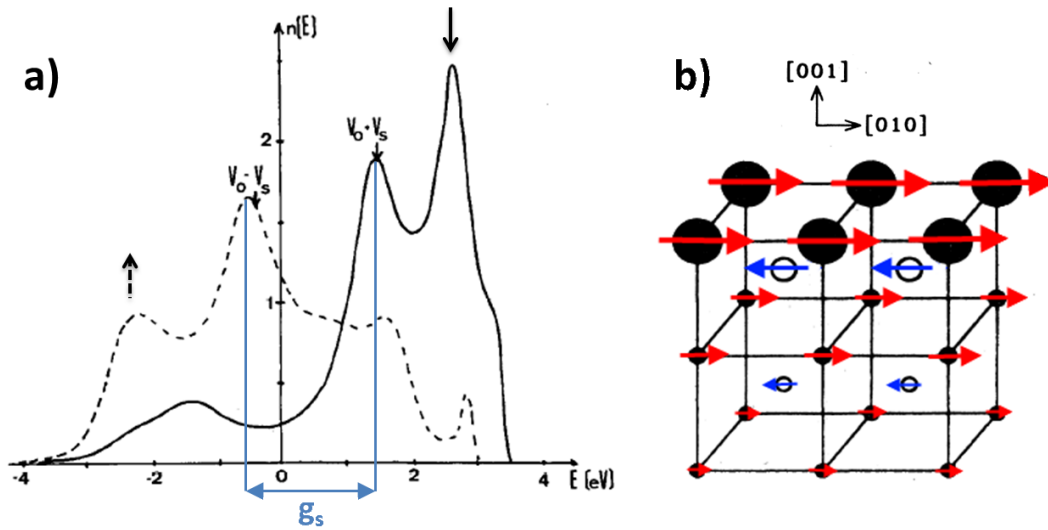 a)
n(E)
2
V₀+Vₛ
V₀-Vₛ
1
-4
-2
0
2
4
E (eV)
gₛ
b)
[001]
[010]